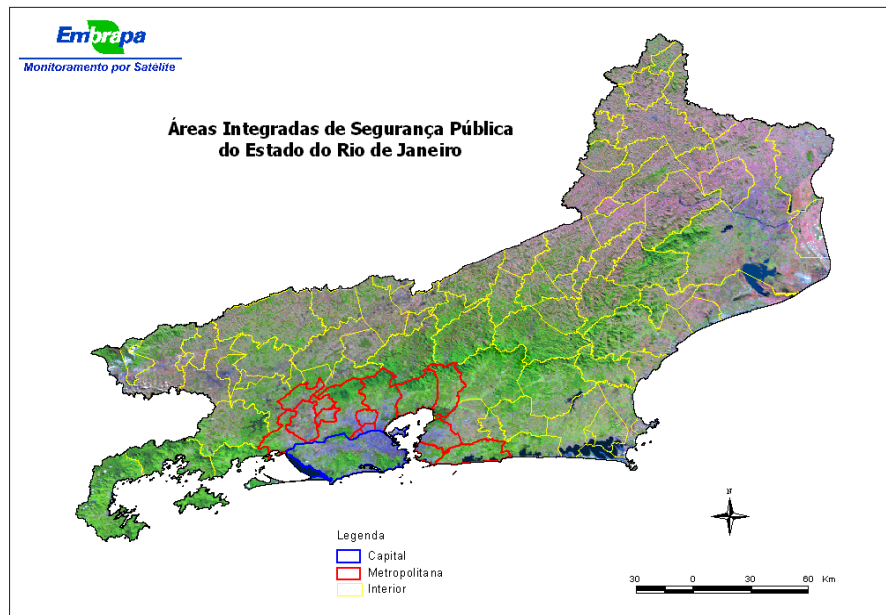 Embrapa
Monitoramento por Satélite
Áreas Integradas de Segurança Pública
do Estado do Rio de Janeiro
N
Legenda
Capital
Metropolitana
Interior
30 0 30 60 Km